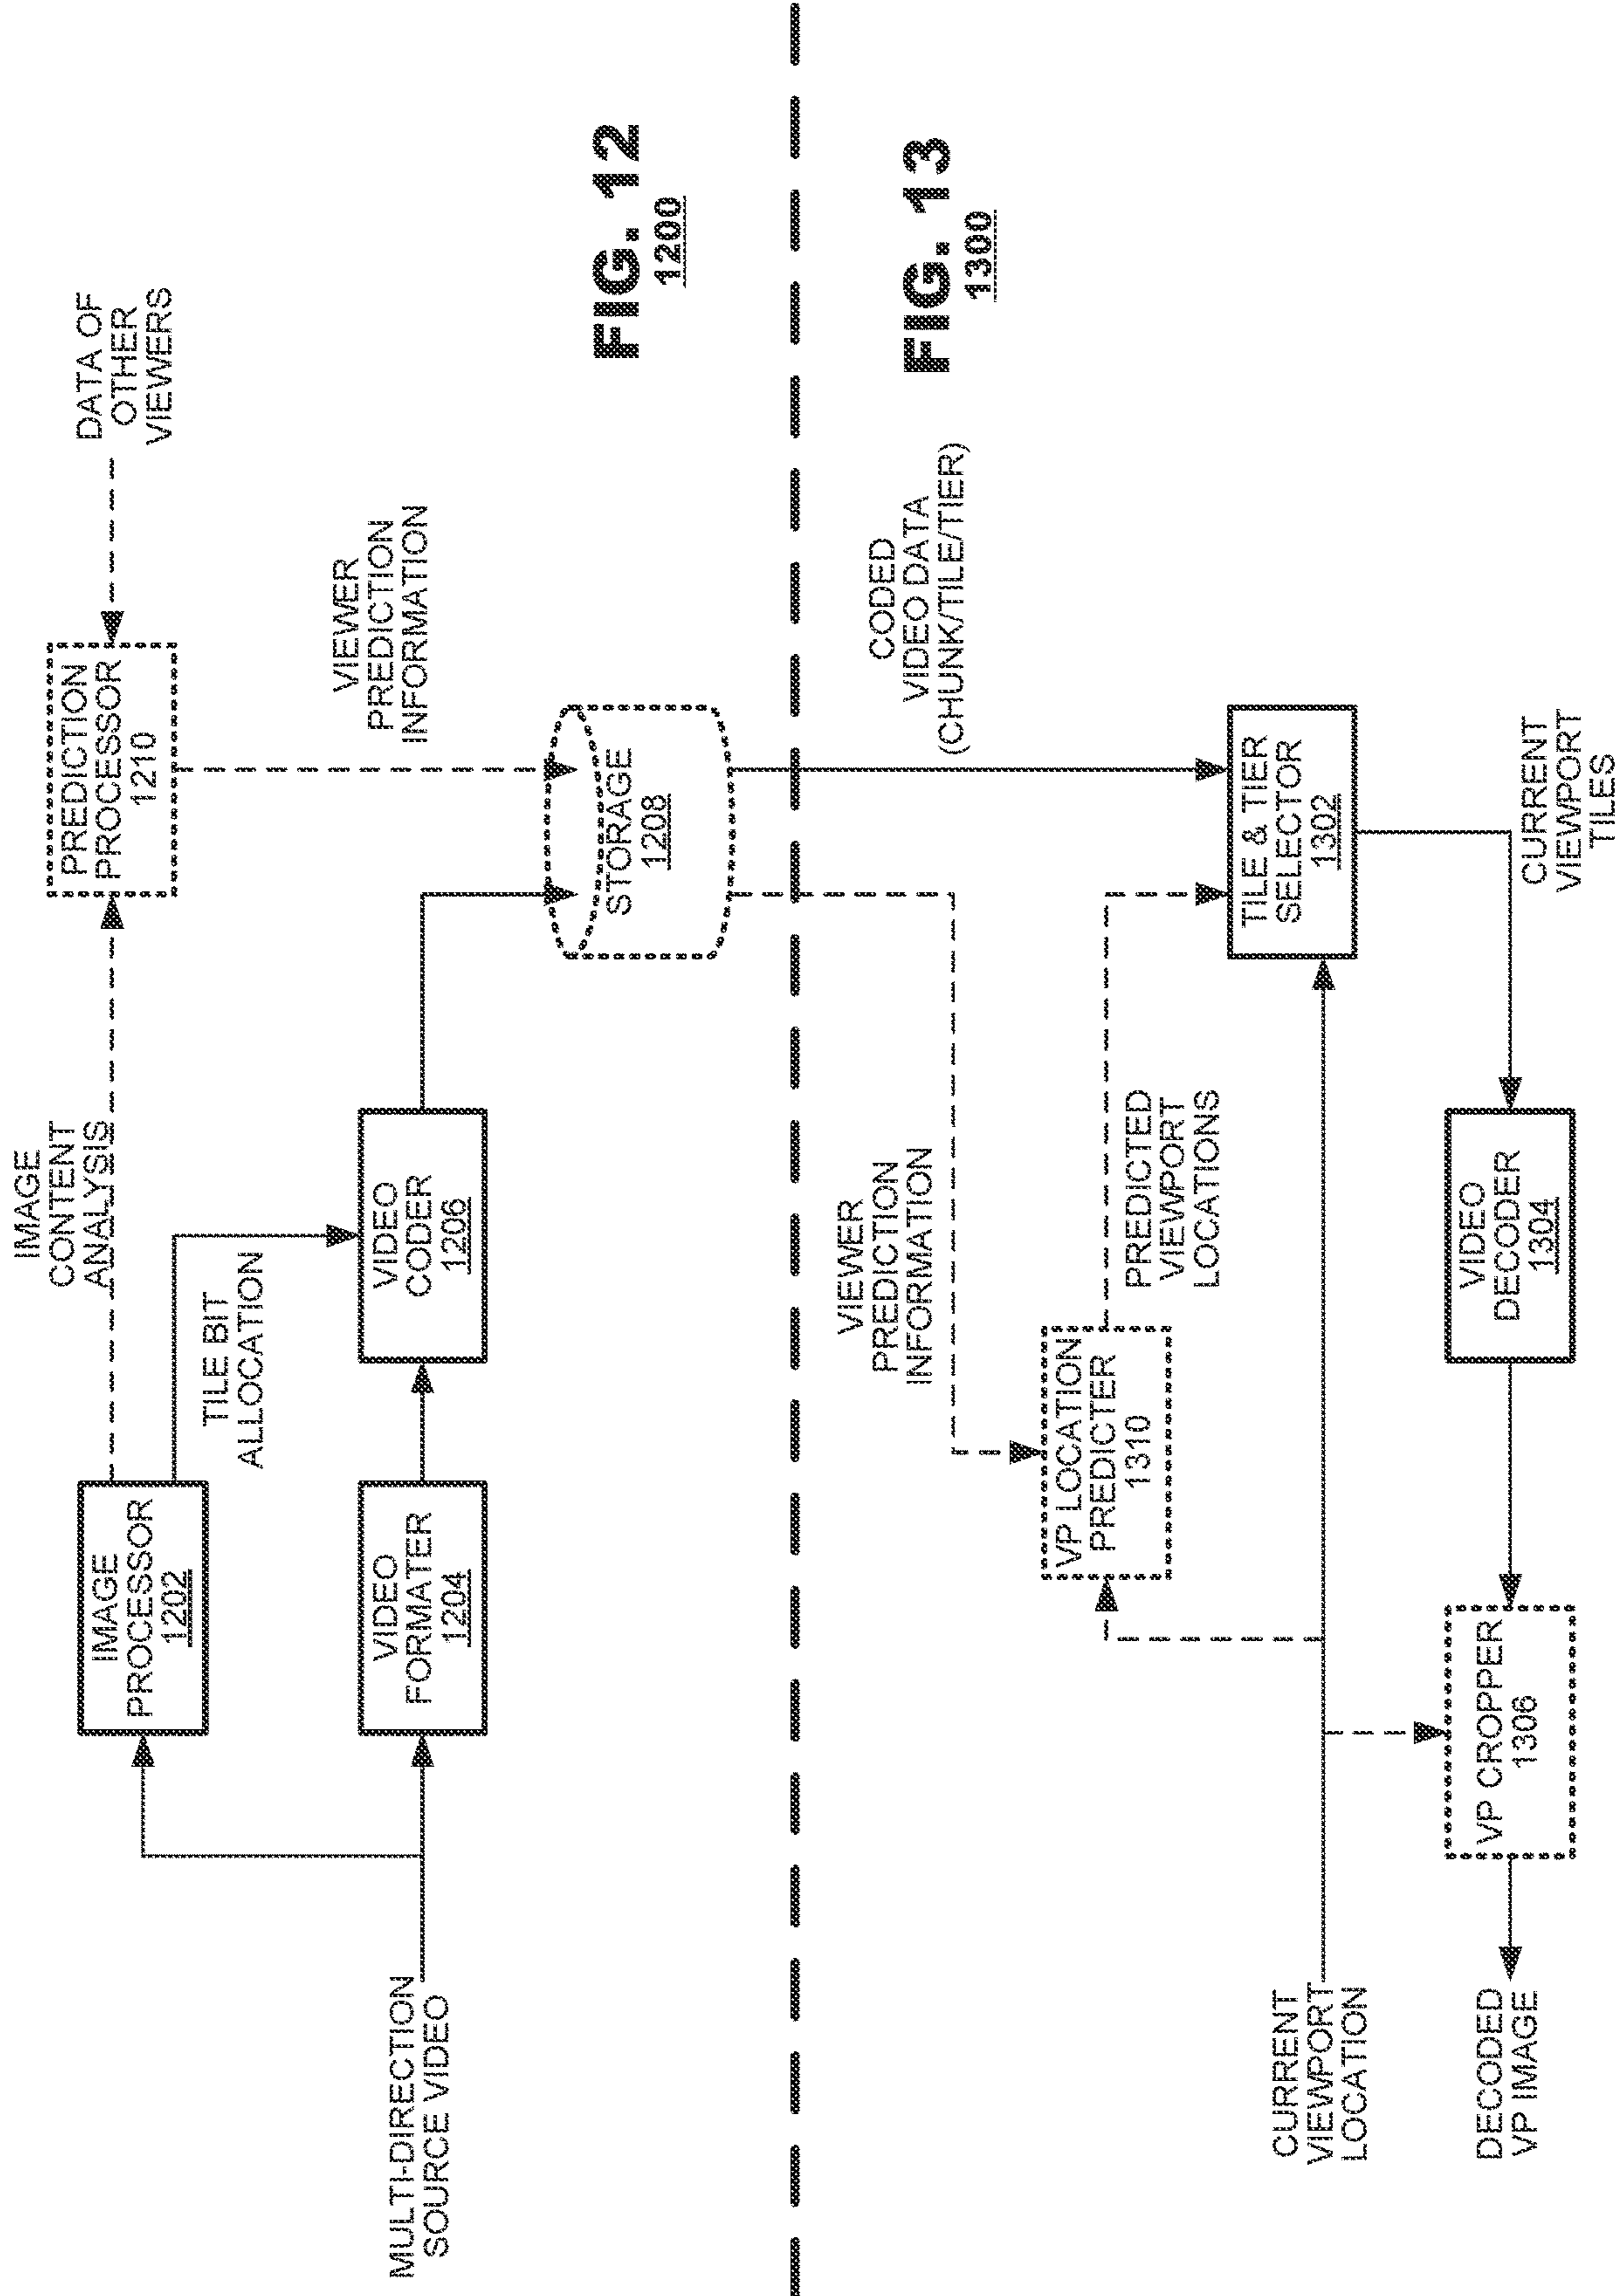 IMAGE
CONTENT
ANALYSIS
DATA OF
OTHER
VIEWERS
IMAGE
PROCESSOR
1202
PREDICTION
PROCESSOR
1210
TILE BIT
ALLOCATION
VIEWER
PREDICTION
INFORMATION
MULTI-DIRECTION
SOURCE VIDEO
VIDEO
FORMATER
1204
VIDEO
CODER
1206
STORAGE
1208
FIG. 12
1200
FIG. 13
1300
VIEWER
PREDICTION
INFORMATION
CODED
VIDEO DATA
(CHUNK/TILE/TIER)
VP LOCATION
PREDICTER
1310
PREDICTED
VIEWPORT
LOCATIONS
CURRENT
VIEWPORT
LOCATION
TILE & TIER
SELECTOR
1302
DECODED
VP IMAGE
VP CROPPER
1306
VIDEO
DECODER
1304
CURRENT
VIEWPORT
TILES